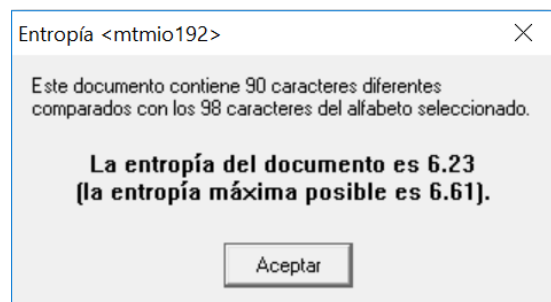 Entropía <mtmio192>
Este documento contiene 90 caracteres diferentes
comparados con los 98 caracteres del alfabeto seleccionado.
La entropía del documento es 6.23
(la entropía máxima posible es 6.61).
Aceptar